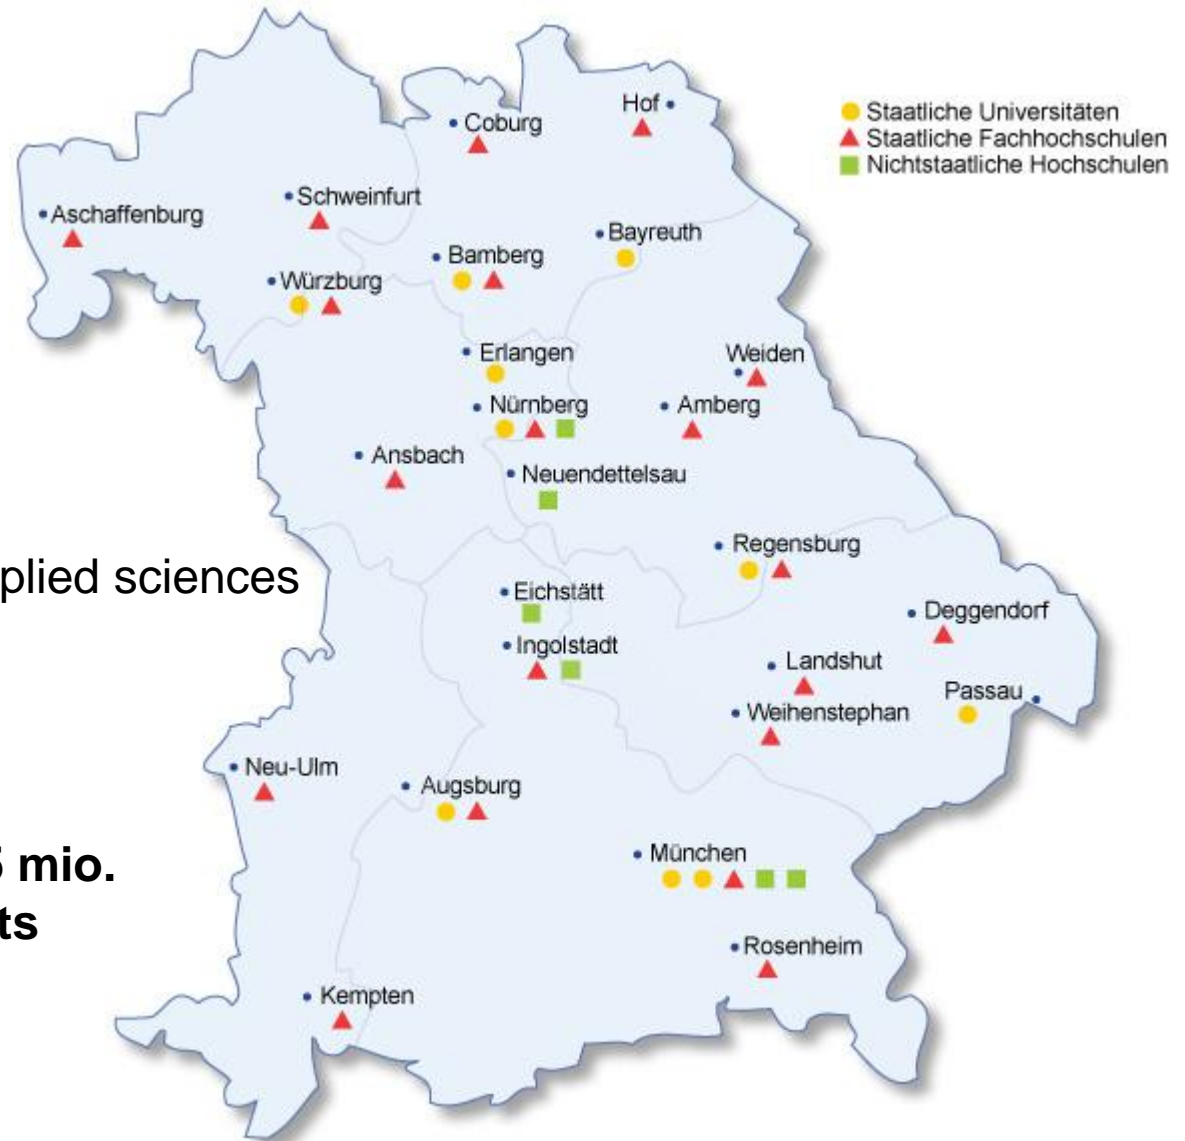 Hof
Coburg
Staatliche Universitäten
Staatliche Fachhochschulen
Nichtstaatliche Hochschulen
Schweinfurt
Aschaffenburg
Bayreuth
Bamberg
Würzburg
Erlangen
Weiden
Nürnberg
Amberg
Ansbach
Neuendettelsau
Regensburg
plied sciences
Eichstätt
Deggendorf
Ingolstadt
Landshut
Passau
Weihenstephan
Neu-Ulm
Augsburg
München
mio.
ts
Rosenheim
Kempten